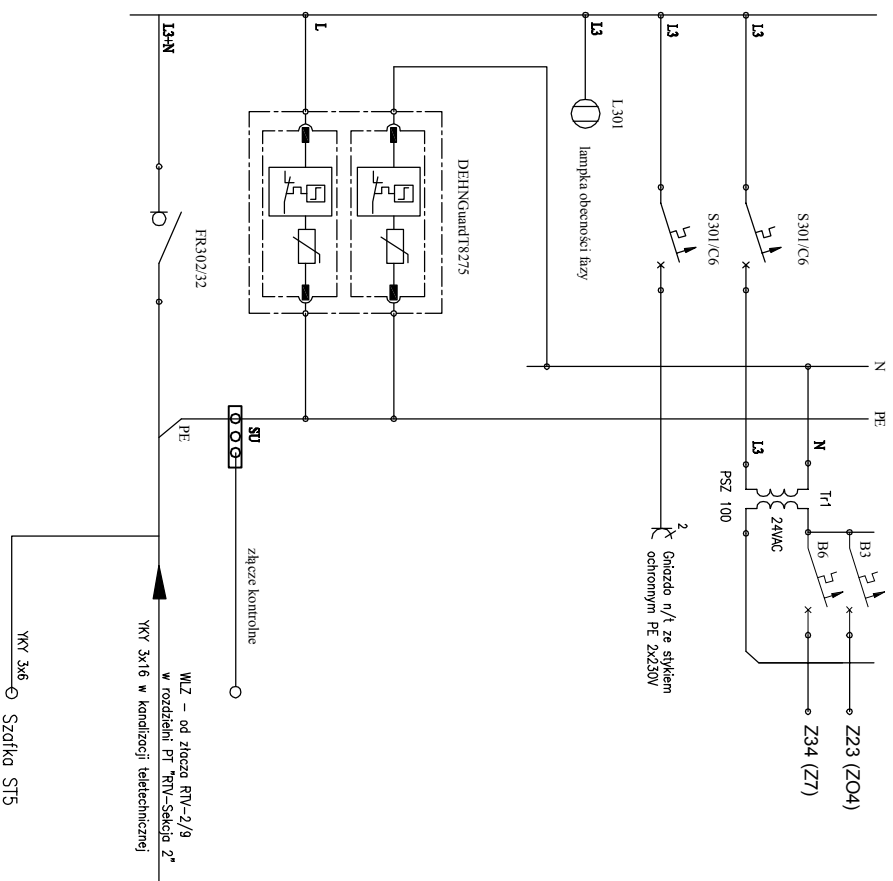 L3+N
L
L3
L3
L3
L301
lampka obecności fazy
S301/C6
S301/C6
DEHNGuardT8275
FR302/32
N
PE
PE
SU
złącze kontrolne
N
L3
Tr1
24VAC
PSZ 100
B3
B6
2
Gniazdo n/t ze stykiem
ochronnym PE 2x230V
Z23 (ZO4)
Z34 (Z7)
WLZ - od złacza RTV-2/9
w rozdzielni PT "RTV-Sekcja 2"
YKY 3x16 w kanalizacji teletechnicznej
YKY 3x6
Szafka ST5